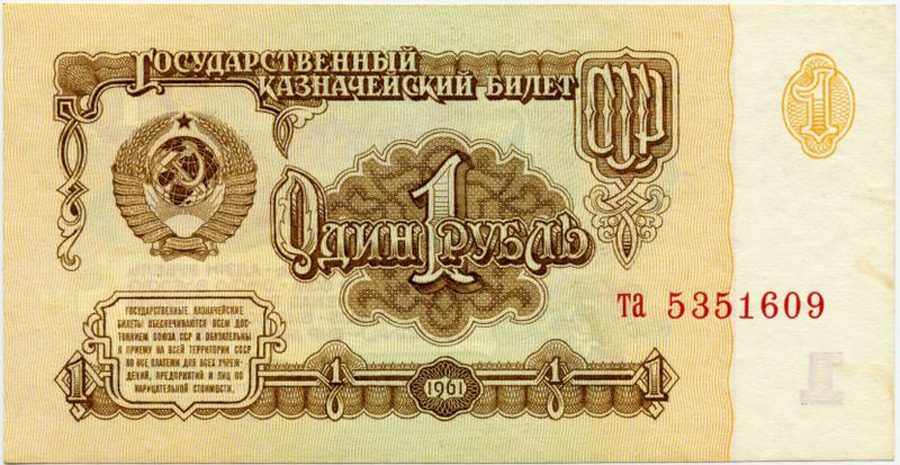 ГОСУДАРСТВЕННЫЙ
КАЗНАЧЕЙСКИЙ БИЛЕТ
СССР
1
ОДИН 1 РУБЛЬ
та 5351609
ГОСУДАРСТВЕННЫЕ КАЗНАЧЕЙСКИЕ
БИЛЕТЫ ОБЕСПЕЧИВАЮТСЯ ВСЕМ ДОС-
ТОЯНИЕМ СОЮЗА ССР И ОБЯЗАТЕЛЬНЫ
К ПРИЕМУ НА ВСЕЙ ТЕРРИТОРИИ СССР
ВО ВСЕ ПЛАТЕЖИ ДЛЯ ВСЕХ УЧРЕЖ-
ДЕНИЙ, ПРЕДПРИЯТИЙ И ЛИЦ ПО
НАРИЦАТЕЛЬНОЙ СТОИМОСТИ.
1 1 1961 1 1
1